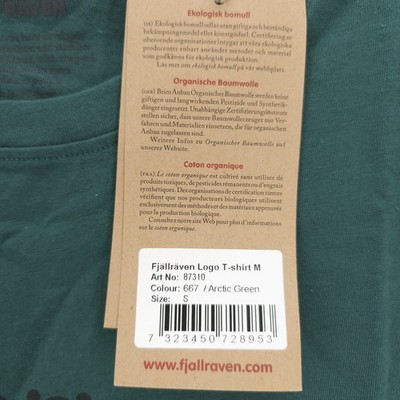 Ekologisk bomull
Ekologisk bomull odlas utan giftiga och beständiga
bekämpningsmedel eller konstgödsel. Certifiering av
oberoende organisationer intygar att våra ekologiska
producenter enbart använder metoder och material
som godkänns för ekologisk produktion.
Läs mer om ekologisk bomull på vår webbplats.
Organische Baumwolle
Beim Anbau Organischer Baumwolle werden keine
giftigen und langwirkenden Pestizide und Synthetik-
dünger eingesetzt. Unabhängige Zertifizierungsinstitute
stellen sicher, dass unsere Baumwollerzeuger nur Ver-
fahren und Materialien einsetzen, die für organischen
Anbau zugelassen sind.
Weitere Infos zu Organischer Baumwolle auf
unserer Website.
Coton organique
Le coton organique est cultivé sans utiliser de
produits toxiques, de pesticides rémanents ou d'engrais
synthétiques. Des organisations de certification tierces
vérifient que nos producteurs de coton biologiques utilisent
exclusivement des méthodes et des matériaux approuvés
pour la production biologique.
Consultez notre site Web pour plus d'informations
sur le coton organique.
Fjällräven Logo T-shirt M
Art No: 87310
Colour: 667 / Arctic Green
Size: S
7 323450 728953
www.fjallraven.com